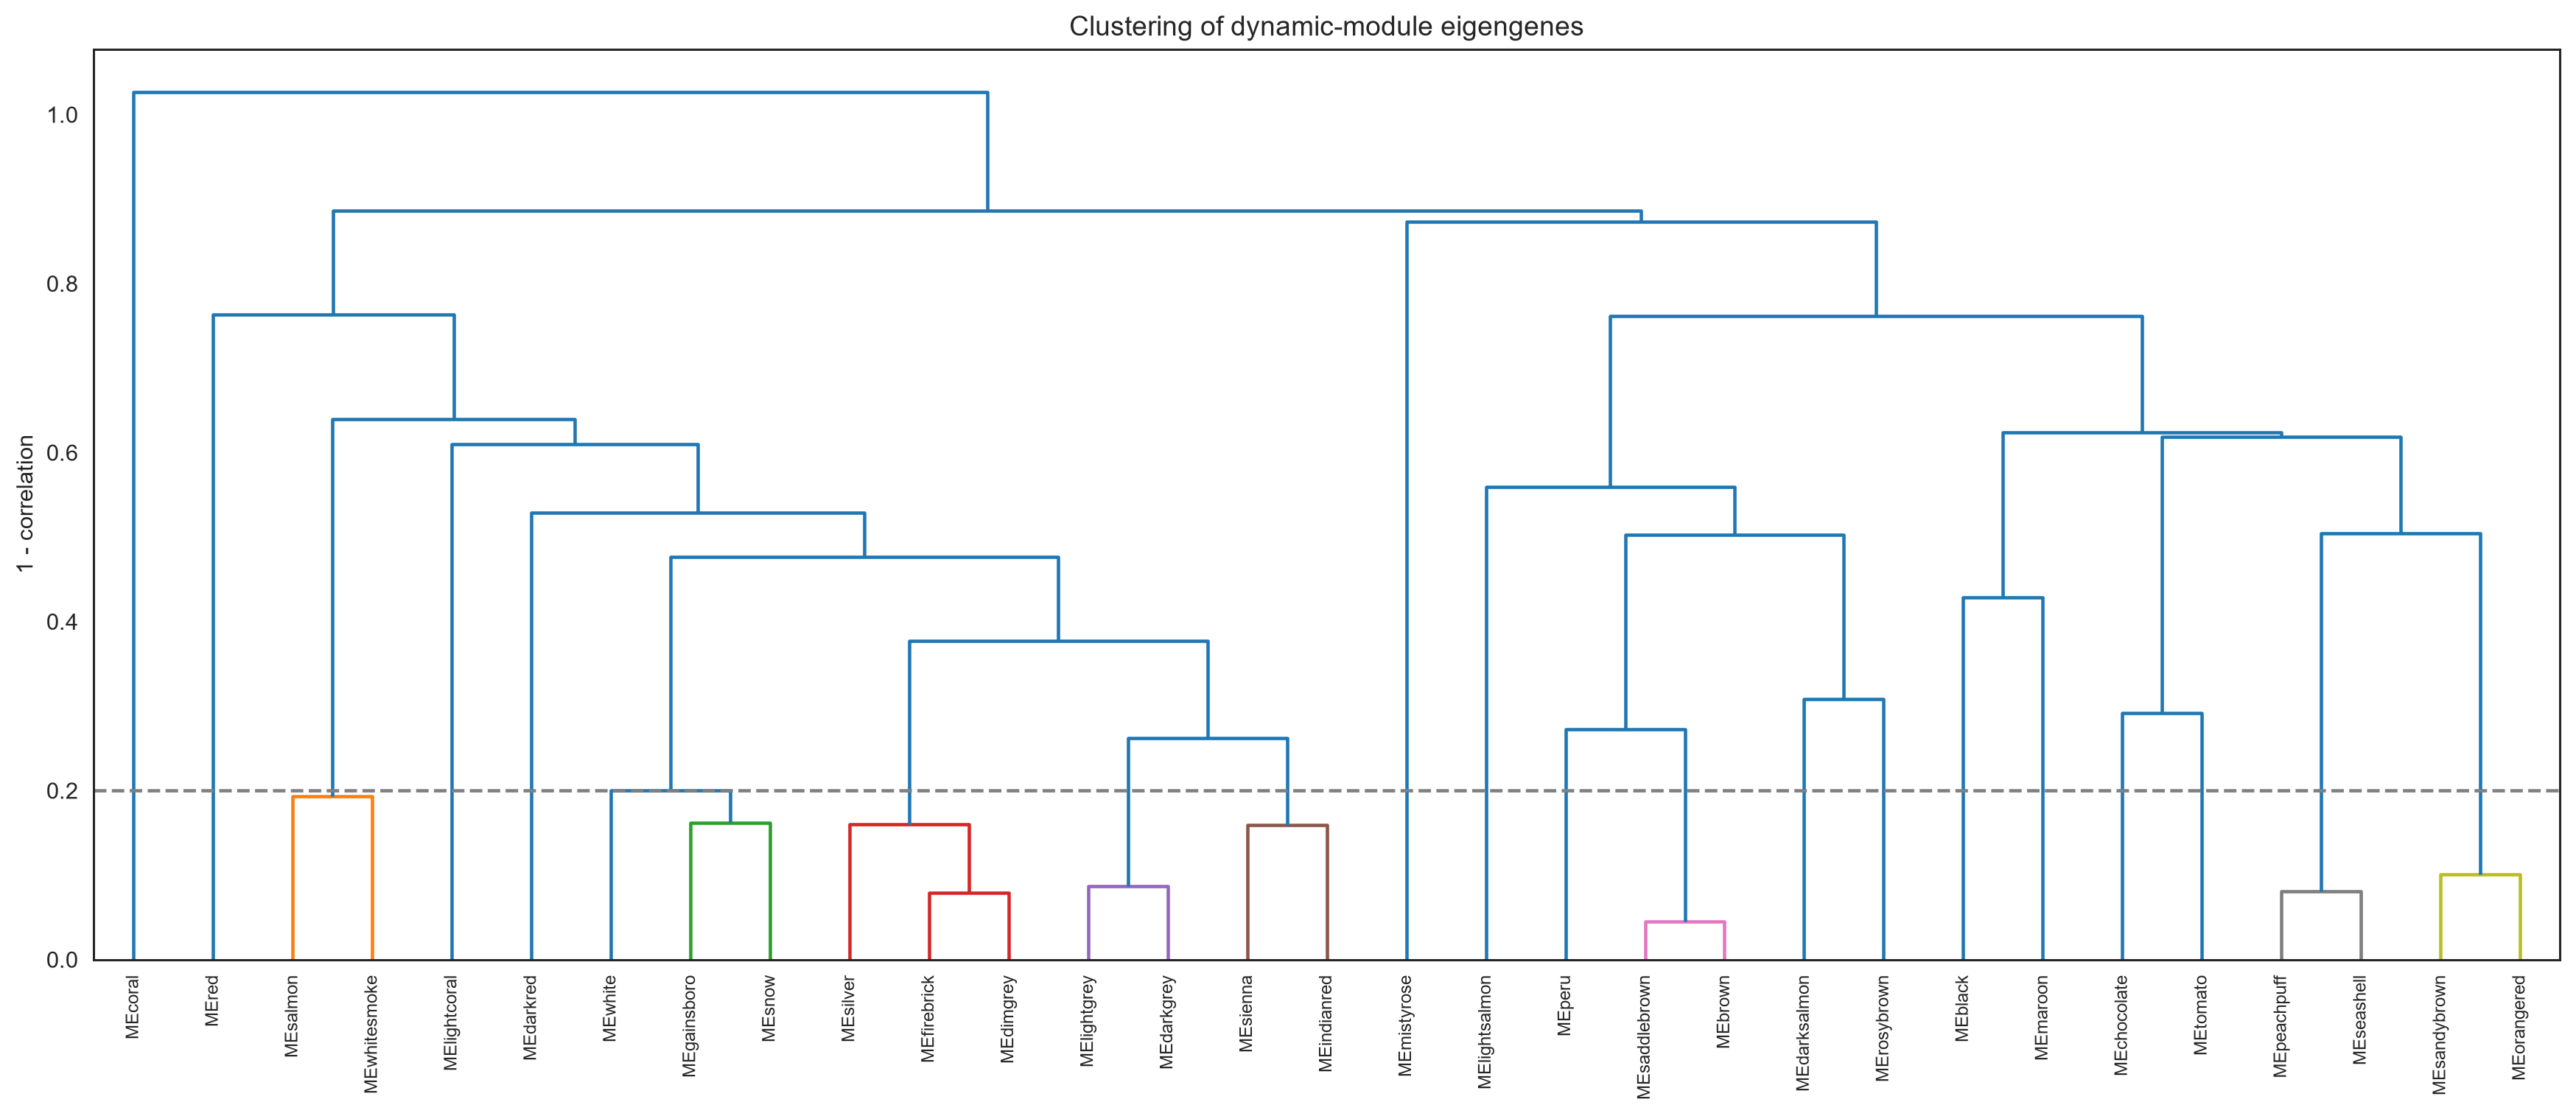 Clustering of dynamic-module eigengenes
1 - correlation
1.0
0.8
0.6
0.4
0.2
0.0
MEcoral
MEred
MEsalmon
MEwhitesmoke
MElightcoral
MEdarkred
MEwhite
MEgainsboro
MEsnow
MEsilver
MEfirebrick
MEdimgrey
MElightgrey
MEdarkgrey
MEsienna
MEindianred
MEmistyrose
MElightsalmon
MEperu
MEsaddlebrown
MEbrown
MEdarksalmon
MErosybrown
MEblack
MEmaroon
MEchocolate
MEtomato
MEpeachpuff
MEseashell
MEsandybrown
MEorangered